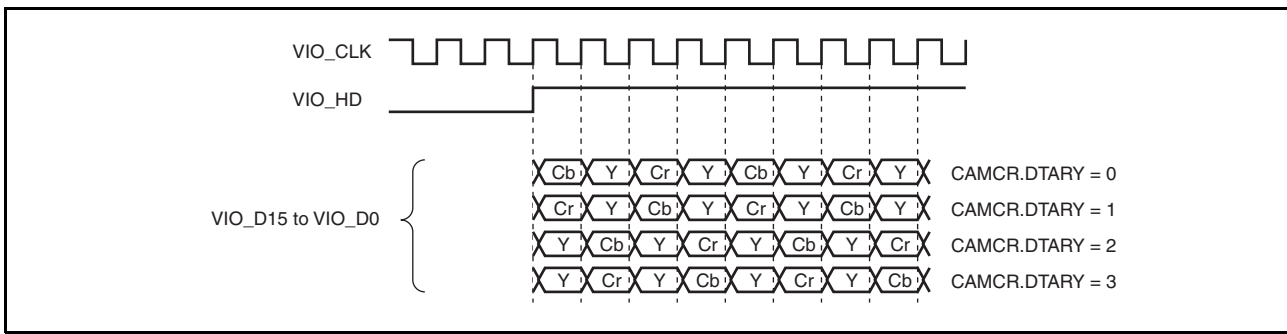 VIO_CLK
VIO_HD
Cb Y Cr Y Cb Y Cr Y CAMCR.DTARY = 0
Cr Y Cb Y Cr Y Cb Y CAMCR.DTARY = 1
VIO_D15 to VIO_D0
Y Cb Y Cr Y Cb Y Cr CAMCR.DTARY = 2
Y Cr Y Cb Y Cr Y Cb CAMCR.DTARY = 3